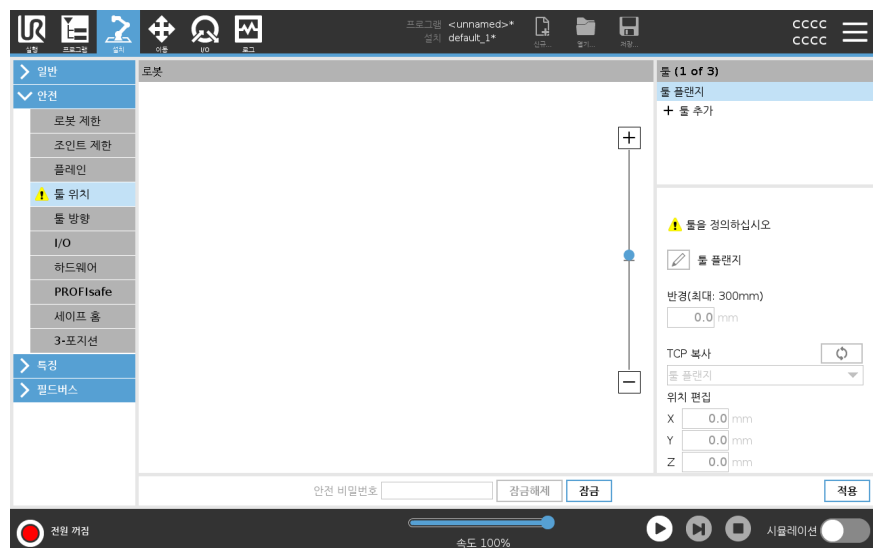 프로그램 <unnamed>*
설치 default_1*
CCCC
CCCC
실행
프로그램
설치
이동
I/O
로그
신규...
열기...
저장...
일반
안전
로봇 제한
조인트 제한
플레인
툴 위치
툴 방향
I/O
하드웨어
PROFIsafe
세이프 홈
3-포지션
특징
필드버스
로봇
툴 (1 of 3)
툴 플랜지
툴 추가
툴을 정의하십시오
툴 플랜지
반경(최대: 300mm)
0.0 mm
TCP 복사
툴 플랜지
위치 편집
X 0.0 mm
Y 0.0 mm
Z 0.0 mm
안전 비밀번호
잠금해제
잠금
적용
전원 꺼짐
속도 100%
시뮬레이션